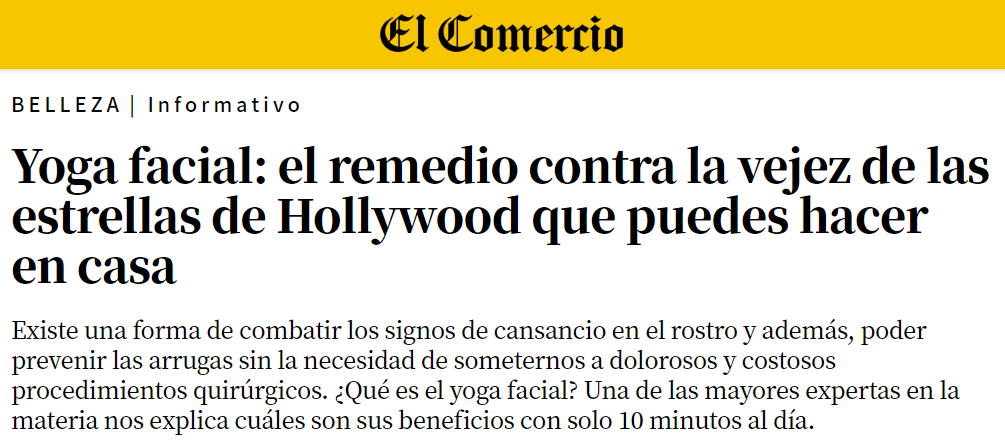 El Comercio
BELLEZA | Informativo
Yoga facial: el remedio contra la vejez de las
estrellas de Hollywood que puedes hacer
en casa
Existe una forma de combatir los signos de cansancio en el rostro y además, poder
prevenir las arrugas sin la necesidad de someternos a dolorosos y costosos
procedimientos quirúrgicos. ¿Qué es el yoga facial? Una de las mayores expertas en la
materia nos explica cuáles son sus beneficios con solo 10 minutos al día.